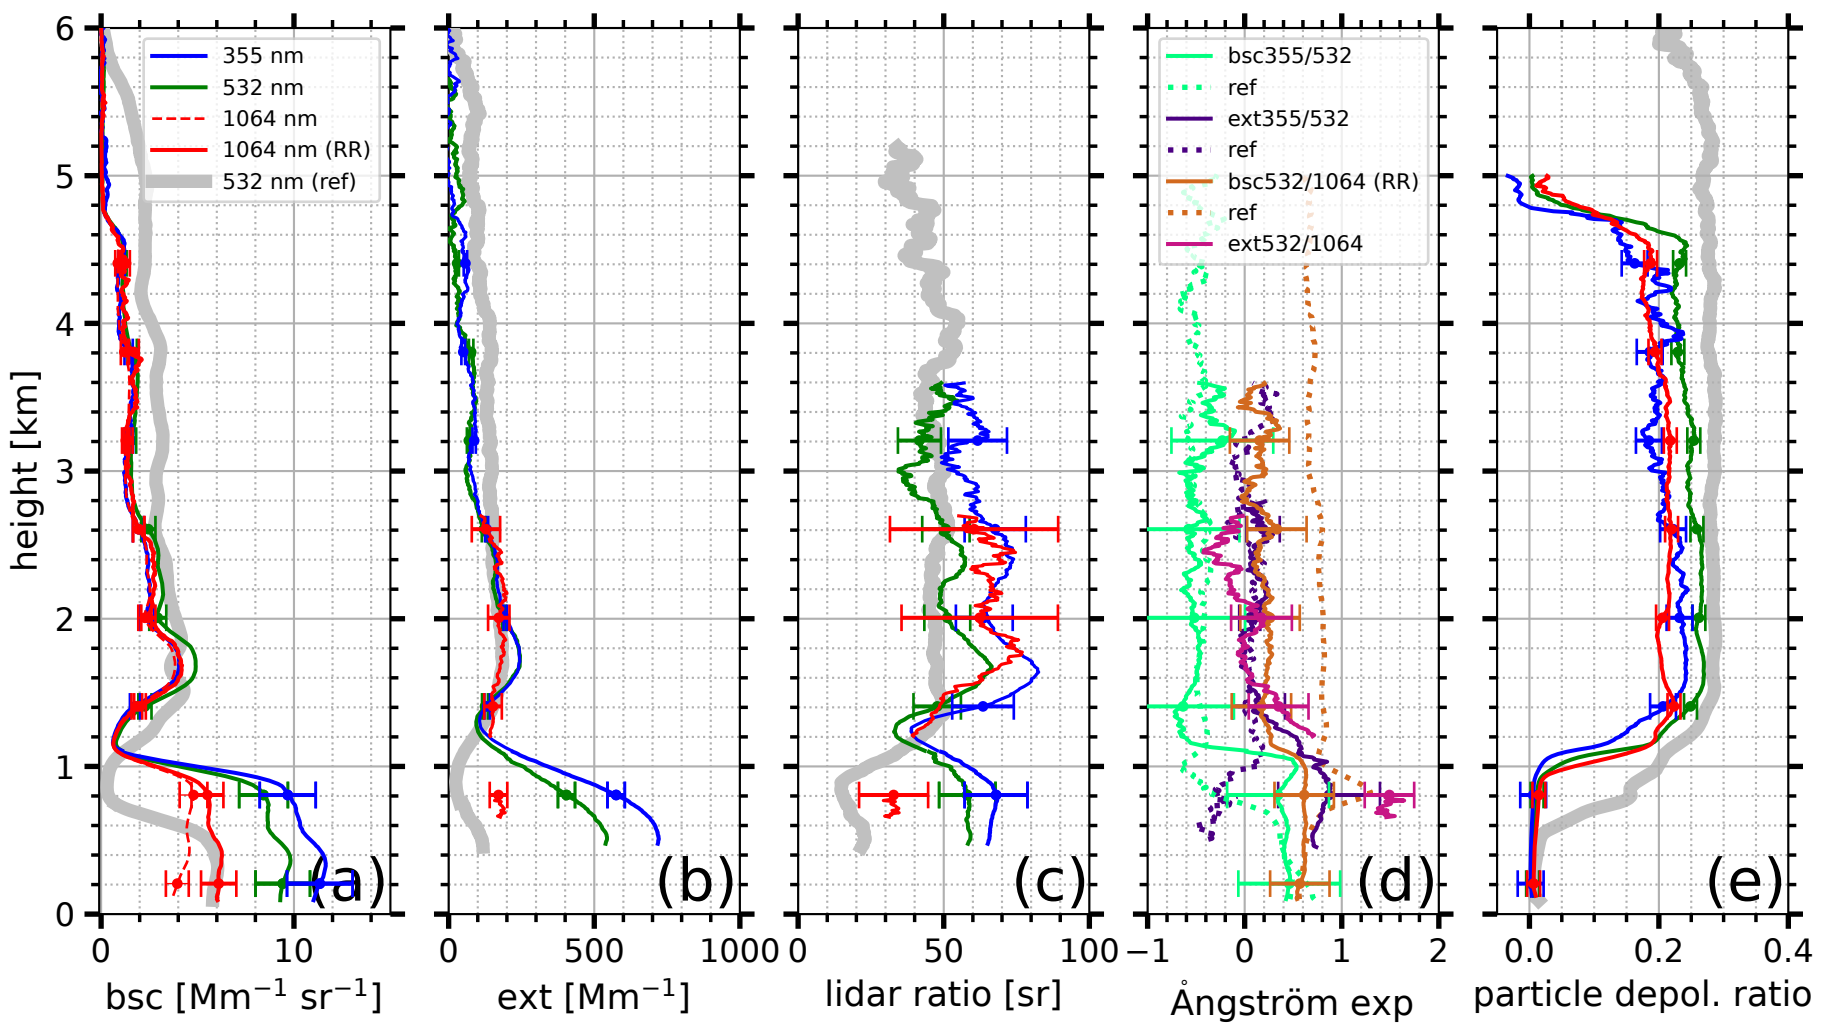 6
5
4
3
2
1
0
height [km]
355 nm
532 nm
1064 nm
1064 nm (RR)
532 nm (ref)
(a)
0 10
bsc [Mm⁻¹ sr⁻¹]
(b)
0 500 1000
ext [Mm⁻¹]
(c)
0 50 100
lidar ratio [sr]
bsc355/532
ref
ext355/532
ref
bsc532/1064 (RR)
ref
ext532/1064
(d)
−1 0 1 2
Ångström exp
(e)
0.0 0.2 0.4
particle depol. ratio